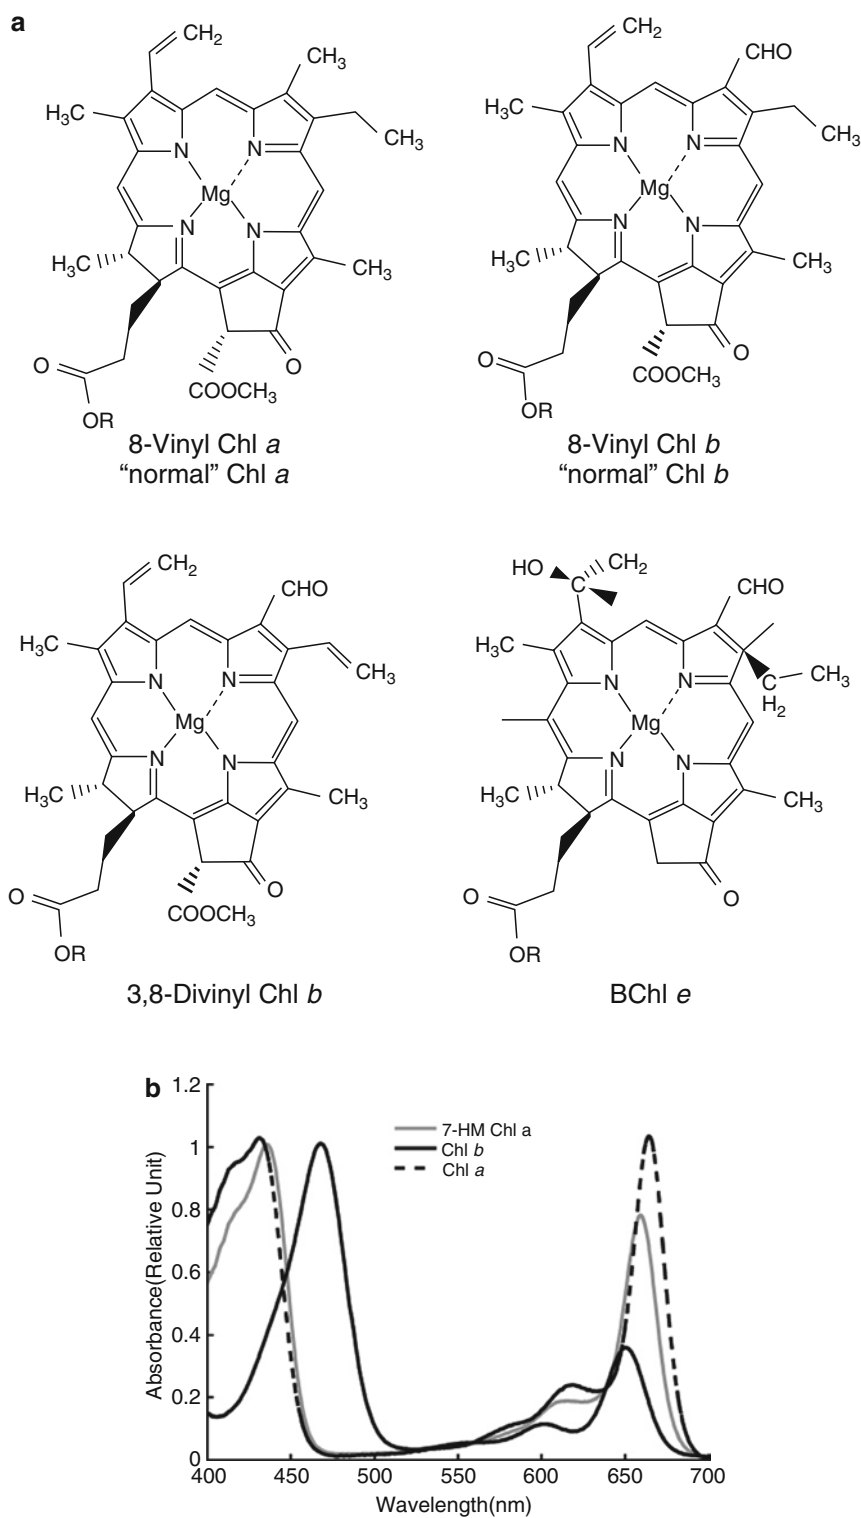 a
CH2
CH3
H3C
CH3
N
N
Mg
N
N
H3C
CH3
O
O
COOCH3
OR
8-Vinyl Chl a
“normal” Chl a
CH2
CHO
H3C
CH3
N
N
Mg
N
N
H3C
CH3
O
O
COOCH3
OR
8-Vinyl Chl b
“normal” Chl b
CH2
CHO
H3C
CH3
N
N
Mg
N
N
H3C
CH3
O
O
COOCH3
OR
3,8-Divinyl Chl b
HO
CH2
C
CHO
H3C
CH3
C
H2
N
N
Mg
N
N
H3C
CH3
O
O
OR
BChl e
b
1.2
1
0.8
0.6
0.4
0.2
0
Absorbance(Relative Unit)
7-HM Chl a
Chl b
Chl a
400 450 500 550 600 650 700
Wavelength(nm)